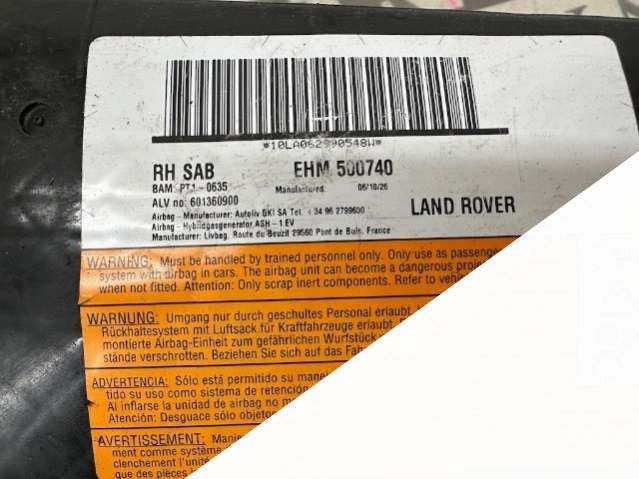 *10LA062990548W*
RH SAB EHM 500740
BAM: PT1-0635 Manufactured: 06/10/26
ALV no: 601360900
LAND ROVER
Airbag - Manufacturer: Autoliv GKI SA Tel. +34 96 2799600
Airbag - Hybridgasgenerator ASH-1 EV
Manufacturer: Livbag, Route du Beuzit 29560 Pont de Buis, France
WARNING: Must be handled by trained personnel only. Only use as passenger
system with airbag in cars. The airbag unit can become a dangerous
when not fitted. Attention: Only scrap inert components. Refer to
WARNUNG: Umgang nur durch geschultes Personal erlaubt.
Rückhaltesystem mit Luftsack für Kraftfahrzeuge erlaubt.
montierte Airbag-Einheit zum gefährlichen Wurfstück
stände verschrotten. Beziehen Sie sich auf das
ADVERTENCIA: Sólo está permitido su
tido su uso como sistema de retención
Al inflarse la unidad de airbag no
Atención: Desguace sólo
AVERTISSEMENT:
ment comme système
clenchement l'unité
que des pièces